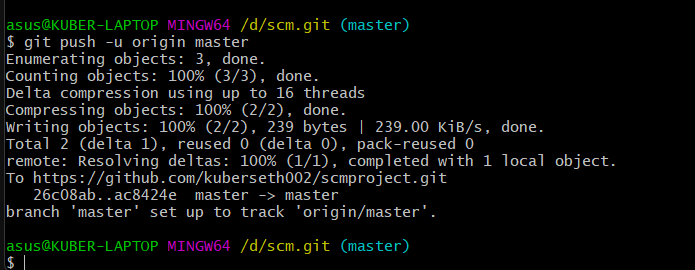 asus@KUBER-LAPTOP MINGW64 /d/scm.git (master)
$ git push -u origin master
Enumerating objects: 3, done.
Counting objects: 100% (3/3), done.
Delta compression using up to 16 threads
Compressing objects: 100% (2/2), done.
Writing objects: 100% (2/2), 239 bytes | 239.00 KiB/s, done.
Total 2 (delta 1), reused 0 (delta 0), pack-reused 0
remote: Resolving deltas: 100% (1/1), completed with 1 local object.
To https://github.com/kuberseth002/scmproject.git
   26c08ab..ac8424e  master -> master
branch 'master' set up to track 'origin/master'.
asus@KUBER-LAPTOP MINGW64 /d/scm.git (master)
$